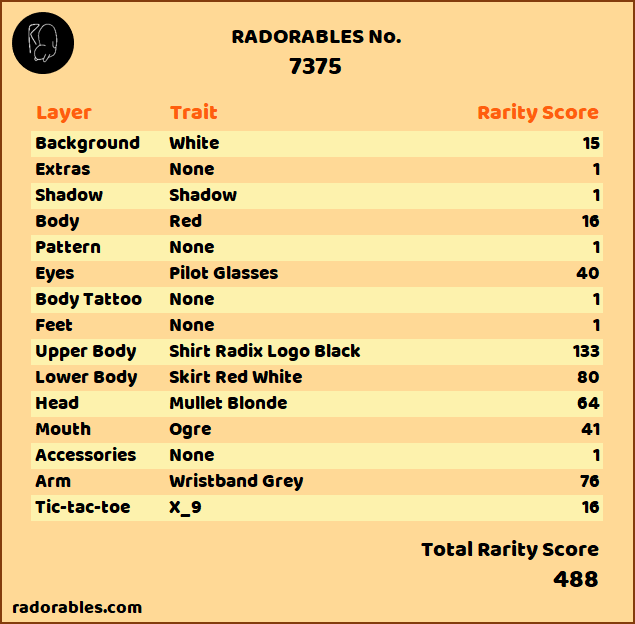 RADORABLES No.
7375
Layer Trait Rarity Score
Background White 15
Extras None 1
Shadow Shadow 1
Body Red 16
Pattern None 1
Eyes Pilot Glasses 40
Body Tattoo None 1
Feet None 1
Upper Body Shirt Radix Logo Black 133
Lower Body Skirt Red White 80
Head Mullet Blonde 64
Mouth Ogre 41
Accessories None 1
Arm Wristband Grey 76
Tic-tac-toe X_9 16
Total Rarity Score
488
radorables.com